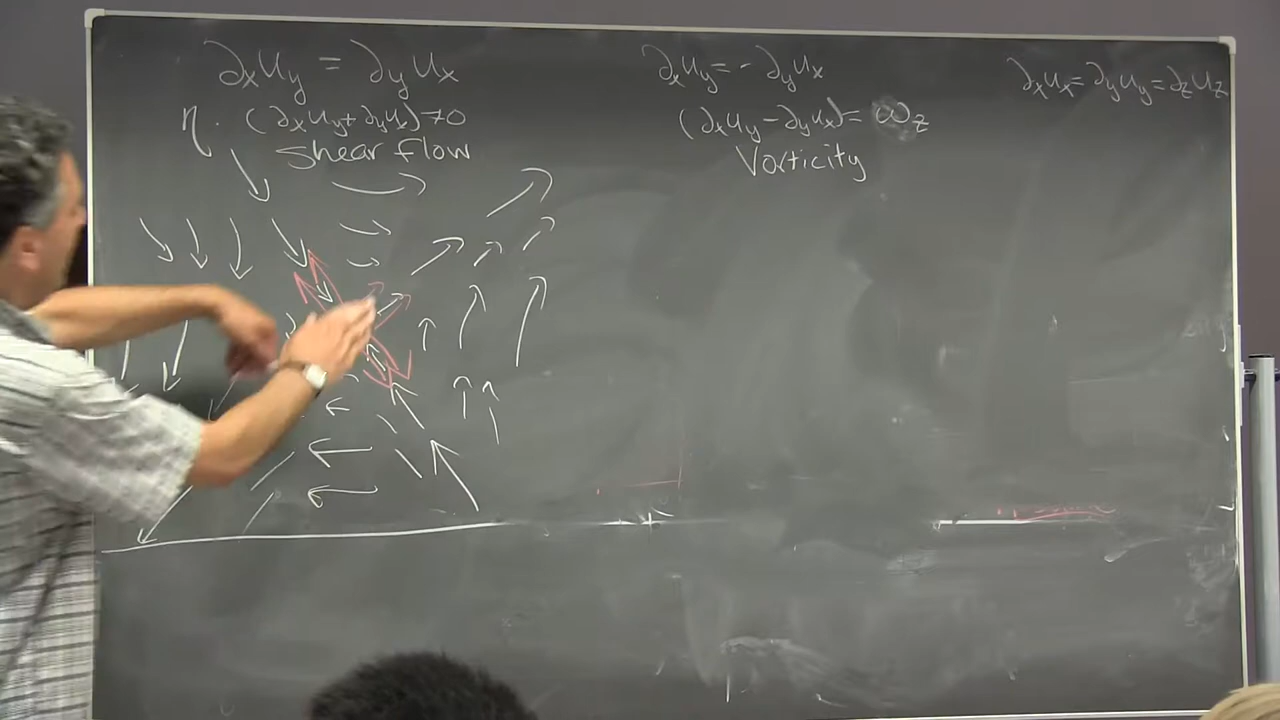 ∂xuy = ∂yux
η · (∂xuy+∂yux)≠0
Shear flow
∂xuy = - ∂yux
(∂xuy-∂yux)= ωz
Vorticity
∂xux=∂yuy=∂zuz